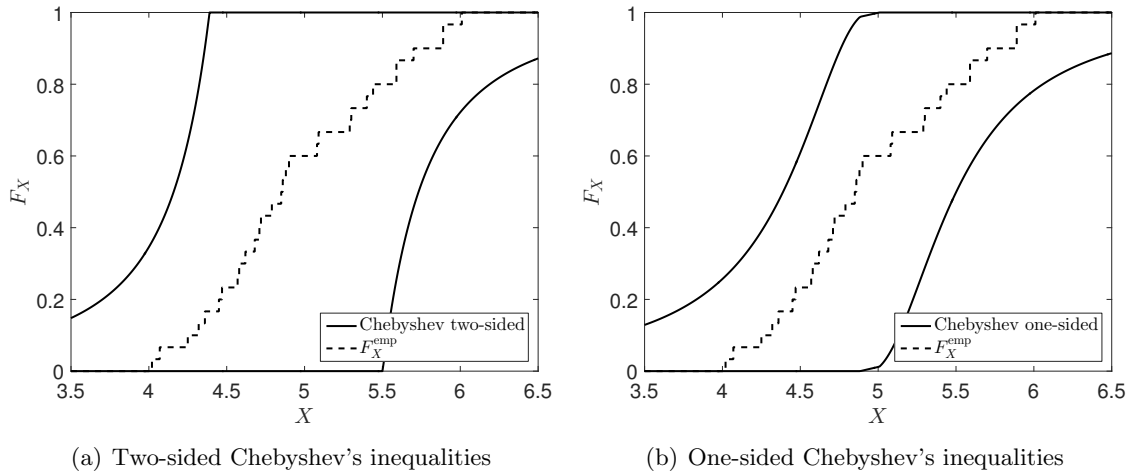 1
0.8
0.6
0.4
0.2
0
F_X
3.5 4 4.5 5 5.5 6 6.5
X
Chebyshev two-sided
F_X^emp
(a) Two-sided Chebyshev's inequalities
1
0.8
0.6
0.4
0.2
0
F_X
3.5 4 4.5 5 5.5 6 6.5
X
Chebyshev one-sided
F_X^emp
(b) One-sided Chebyshev's inequalities